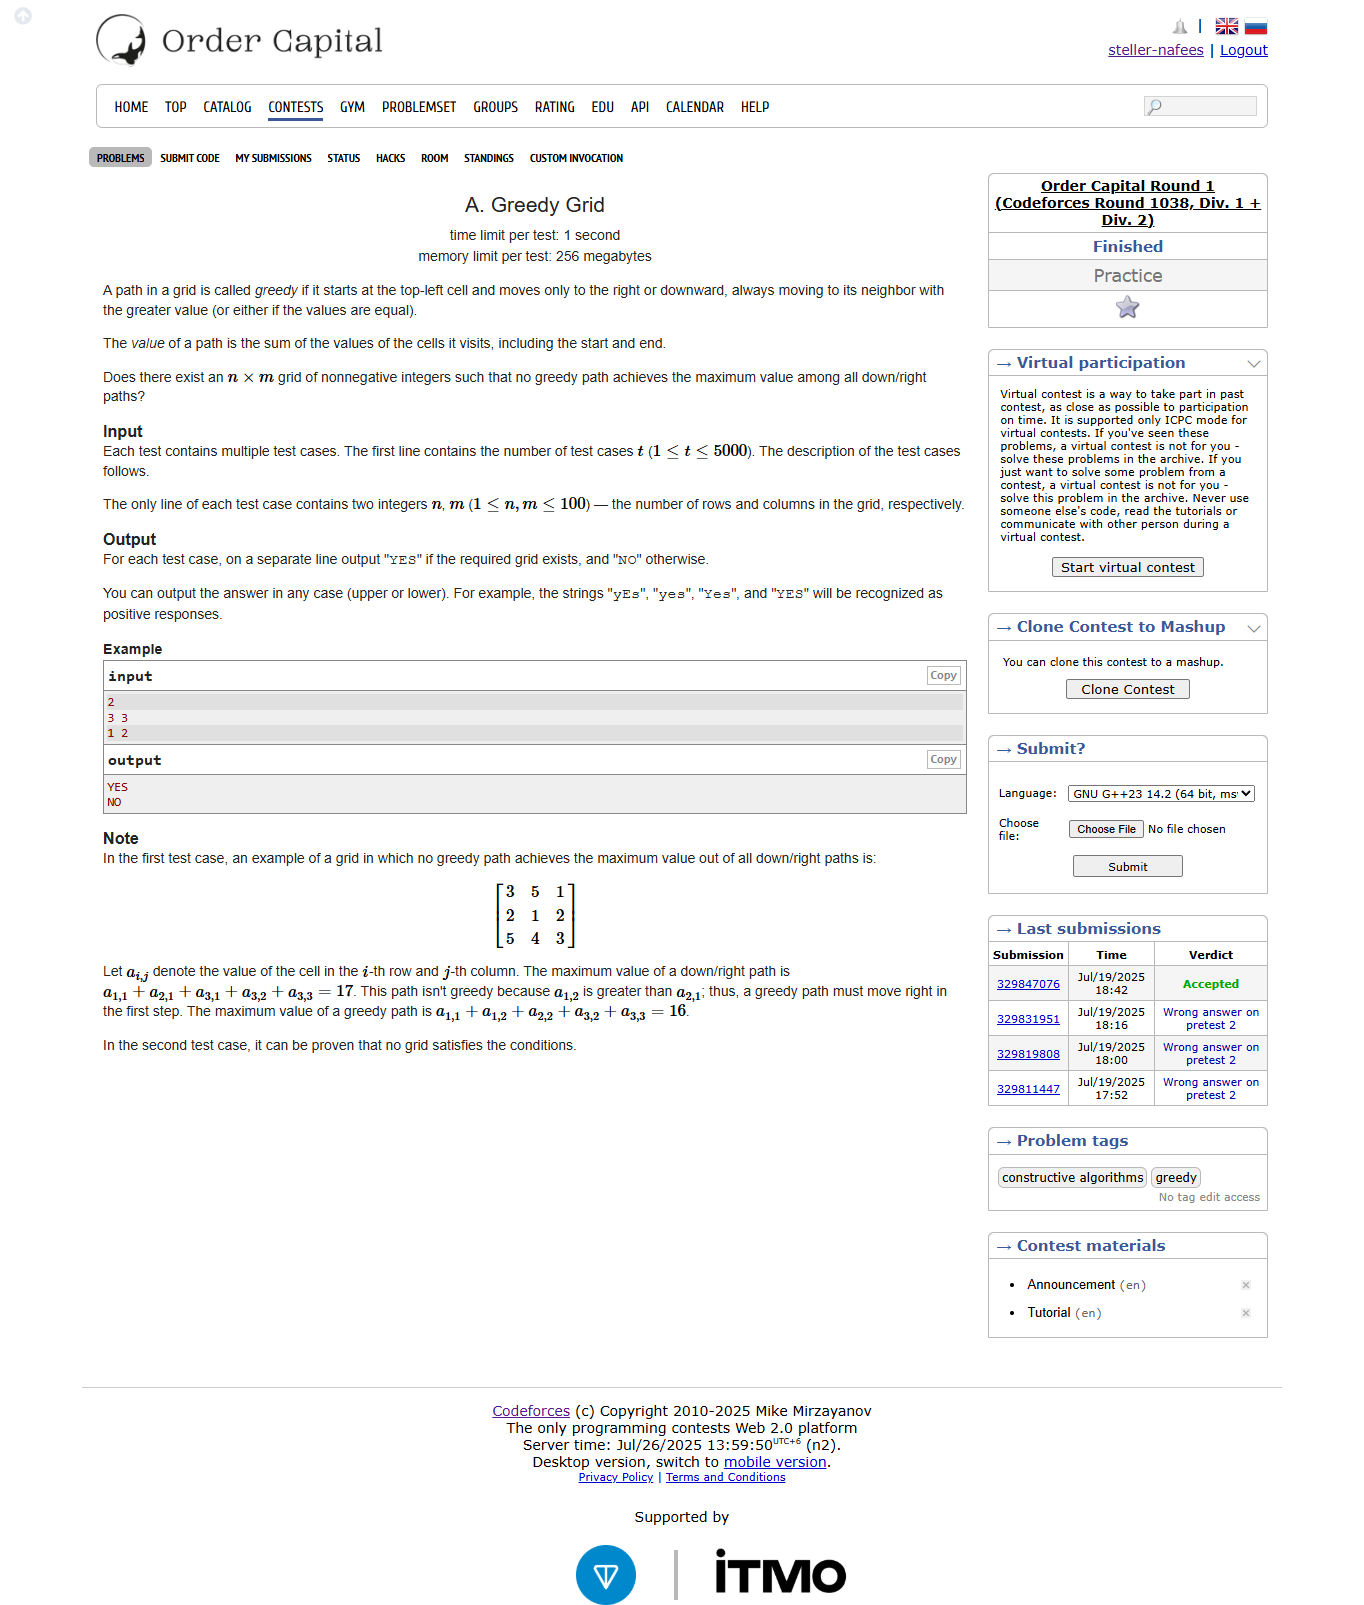 Order Capital
|
steller-nafees | Logout
HOME TOP CATALOG CONTESTS GYM PROBLEMSET GROUPS RATING EDU API CALENDAR HELP
PROBLEMS SUBMIT CODE MY SUBMISSIONS STATUS HACKS ROOM STANDINGS CUSTOM INVOCATION
A. Greedy Grid
time limit per test: 1 second
memory limit per test: 256 megabytes
A path in a grid is called greedy if it starts at the top-left cell and moves only to the right or downward, always moving to its neighbor with
the greater value (or either if the values are equal).
The value of a path is the sum of the values of the cells it visits, including the start and end.
Does there exist an n × m grid of nonnegative integers such that no greedy path achieves the maximum value among all down/right
paths?
Input
Each test contains multiple test cases. The first line contains the number of test cases t (1 ≤ t ≤ 5000). The description of the test cases
follows.
The only line of each test case contains two integers n, m (1 ≤ n, m ≤ 100) — the number of rows and columns in the grid, respectively.
Output
For each test case, on a separate line output "YES" if the required grid exists, and "NO" otherwise.
You can output the answer in any case (upper or lower). For example, the strings "yEs", "yes", "Yes", and "YES" will be recognized as
positive responses.
Example
input Copy
2
3 3
1 2
output Copy
YES
NO
Note
In the first test case, an example of a grid in which no greedy path achieves the maximum value out of all down/right paths is:
3 5 1
2 1 2
5 4 3
Let a_{i,j} denote the value of the cell in the i-th row and j-th column. The maximum value of a down/right path is
a_{1,1} + a_{2,1} + a_{3,1} + a_{3,2} + a_{3,3} = 17. This path isn't greedy because a_{1,2} is greater than a_{2,1}; thus, a greedy path must move right in
the first step. The maximum value of a greedy path is a_{1,1} + a_{1,2} + a_{2,2} + a_{3,2} + a_{3,3} = 16.
In the second test case, it can be proven that no grid satisfies the conditions.
Order Capital Round 1
(Codeforces Round 1038, Div. 1 +
Div. 2)
Finished
Practice
→ Virtual participation
Virtual contest is a way to take part in past
contest, as close as possible to participation
on time. It is supported only ICPC mode for
virtual contests. If you've seen these
problems, a virtual contest is not for you -
solve these problems in the archive. If you
just want to solve some problem from a
contest, a virtual contest is not for you -
solve this problem in the archive. Never use
someone else's code, read the tutorials or
communicate with other person during a
virtual contest.
Start virtual contest
→ Clone Contest to Mashup
You can clone this contest to a mashup.
Clone Contest
→ Submit?
Language: GNU G++23 14.2 (64 bit, ms
Choose
file: Choose File No file chosen
Submit
→ Last submissions
Submission Time Verdict
329847076 Jul/19/2025 18:42 Accepted
329831951 Jul/19/2025 18:16 Wrong answer on pretest 2
329819808 Jul/19/2025 18:00 Wrong answer on pretest 2
329811447 Jul/19/2025 17:52 Wrong answer on pretest 2
→ Problem tags
constructive algorithms greedy
No tag edit access
→ Contest materials
• Announcement (en)
• Tutorial (en)
Codeforces (c) Copyright 2010-2025 Mike Mirzayanov
The only programming contests Web 2.0 platform
Server time: Jul/26/2025 13:59:50UTC+6 (n2).
Desktop version, switch to mobile version.
Privacy Policy | Terms and Conditions
Supported by
iTMO